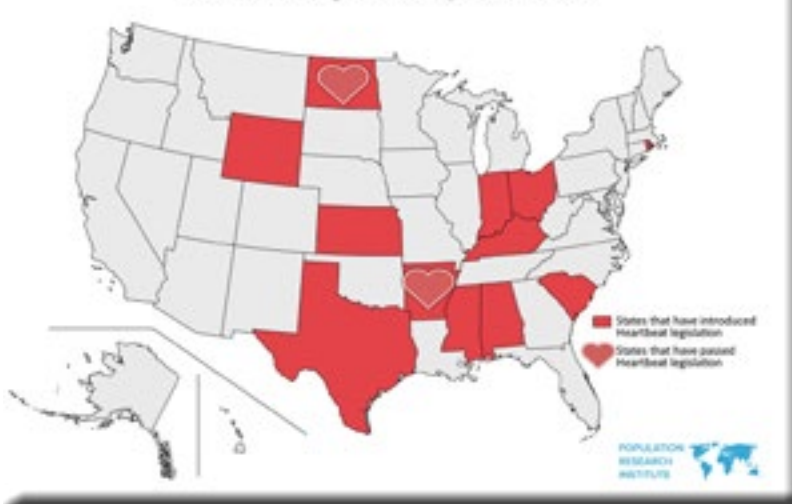 States that have introduced
Heartbeat legislation
States that have passed
Heartbeat legislation
POPULATION
RESEARCH
INSTITUTE